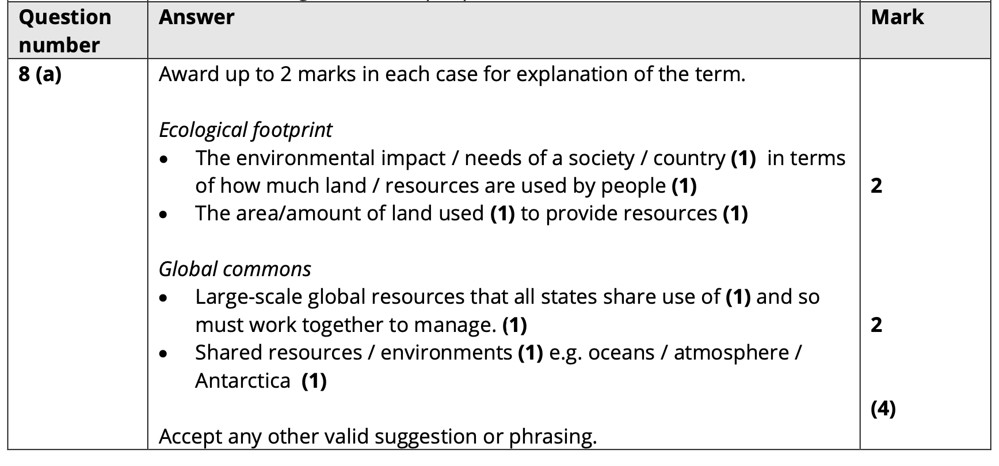 Question number
Answer
Mark
8 (a)
Award up to 2 marks in each case for explanation of the term.
Ecological footprint
• The environmental impact / needs of a society / country (1) in terms
of how much land / resources are used by people (1)
2
• The area/amount of land used (1) to provide resources (1)
Global commons
• Large-scale global resources that all states share use of (1) and so
must work together to manage. (1)
2
• Shared resources / environments (1) e.g. oceans / atmosphere /
Antarctica (1)
(4)
Accept any other valid suggestion or phrasing.